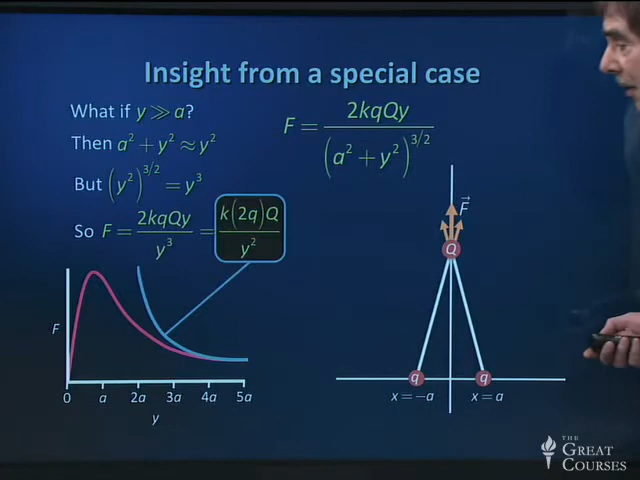 Insight from a special case
What if y ≫ a?
Then a² + y² ≈ y²
But (y²)^3/2 = y³
So F = 2kqQy / y³ = k(2q)Q / y²
F = 2kqQy / (a² + y²)^3/2
F
0 a 2a 3a 4a 5a
y
F⃗
Q
q q
x = −a x = a
THE
GREAT
COURSES